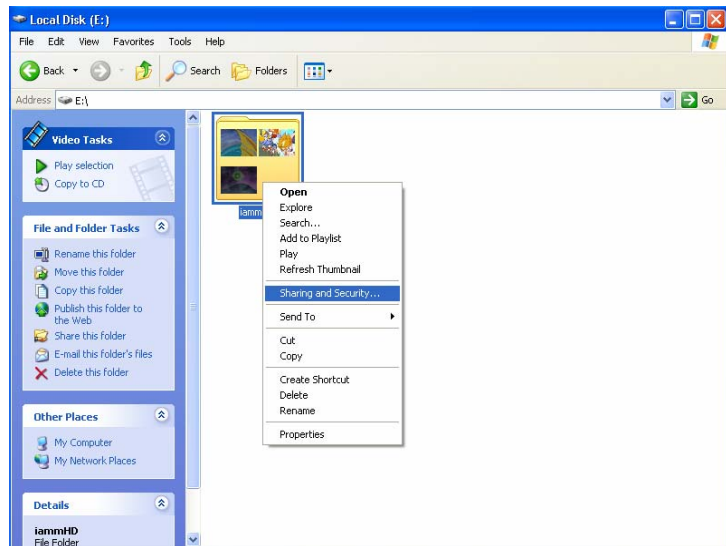 Local Disk (E:)
File Edit View Favorites Tools Help
Back Search Folders
Address E:\ Go
Video Tasks
Play selection
Copy to CD
File and Folder Tasks
Rename this folder
Move this folder
Copy this folder
Publish this folder to
the Web
Share this folder
E-mail this folder's files
Delete this folder
Other Places
My Computer
My Network Places
Details
iammHD
File Folder
iamm
Open
Explore
Search...
Add to Playlist
Play
Refresh Thumbnail
Sharing and Security...
Send To
Cut
Copy
Create Shortcut
Delete
Rename
Properties